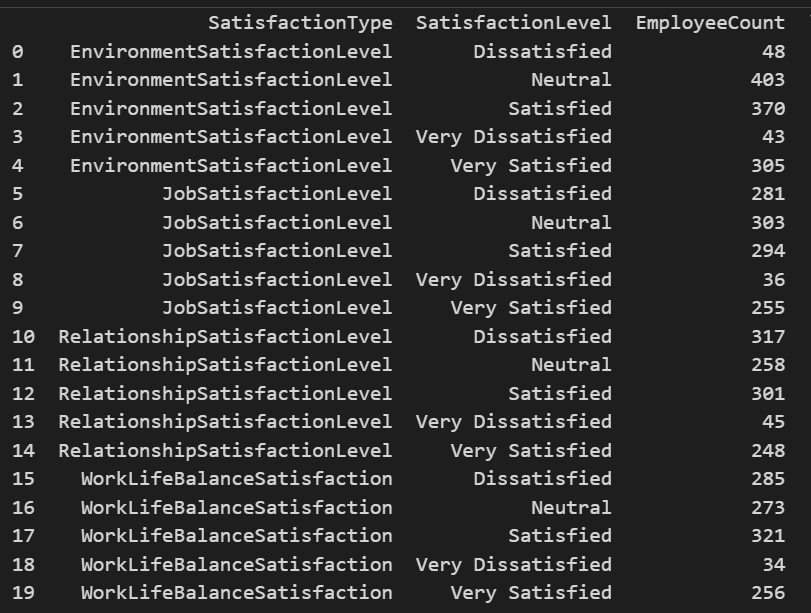 SatisfactionType SatisfactionLevel EmployeeCount
0 EnvironmentSatisfactionLevel Dissatisfied 48
1 EnvironmentSatisfactionLevel Neutral 403
2 EnvironmentSatisfactionLevel Satisfied 370
3 EnvironmentSatisfactionLevel Very Dissatisfied 43
4 EnvironmentSatisfactionLevel Very Satisfied 305
5 JobSatisfactionLevel Dissatisfied 281
6 JobSatisfactionLevel Neutral 303
7 JobSatisfactionLevel Satisfied 294
8 JobSatisfactionLevel Very Dissatisfied 36
9 JobSatisfactionLevel Very Satisfied 255
10 RelationshipSatisfactionLevel Dissatisfied 317
11 RelationshipSatisfactionLevel Neutral 258
12 RelationshipSatisfactionLevel Satisfied 301
13 RelationshipSatisfactionLevel Very Dissatisfied 45
14 RelationshipSatisfactionLevel Very Satisfied 248
15 WorkLifeBalanceSatisfaction Dissatisfied 285
16 WorkLifeBalanceSatisfaction Neutral 273
17 WorkLifeBalanceSatisfaction Satisfied 321
18 WorkLifeBalanceSatisfaction Very Dissatisfied 34
19 WorkLifeBalanceSatisfaction Very Satisfied 256